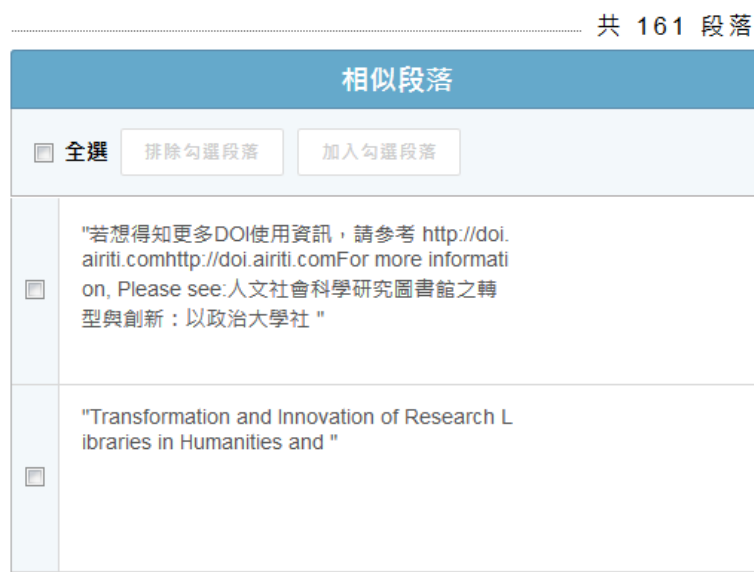 共 161 段落
相似段落
全選 排除勾選段落 加入勾選段落
"若想得知更多DOI使用資訊，請參考 http://doi.
airiti.comhttp://doi.airiti.comFor more informati
on, Please see:人文社會科學研究圖書館之轉
型與創新：以政治大學社 "
"Transformation and Innovation of Research L
ibraries in Humanities and "